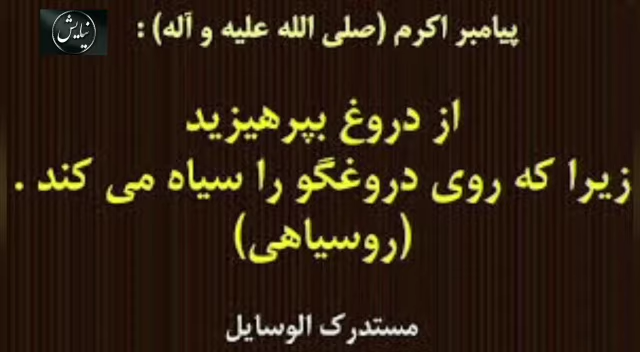 نیایش
پیامبر اکرم (صلی الله علیه و آله) :
از دروغ بپرهیزید
زیرا که روی دروغگو را سیاه می کند .
(روسیاهی)
مستدرک الوسایل